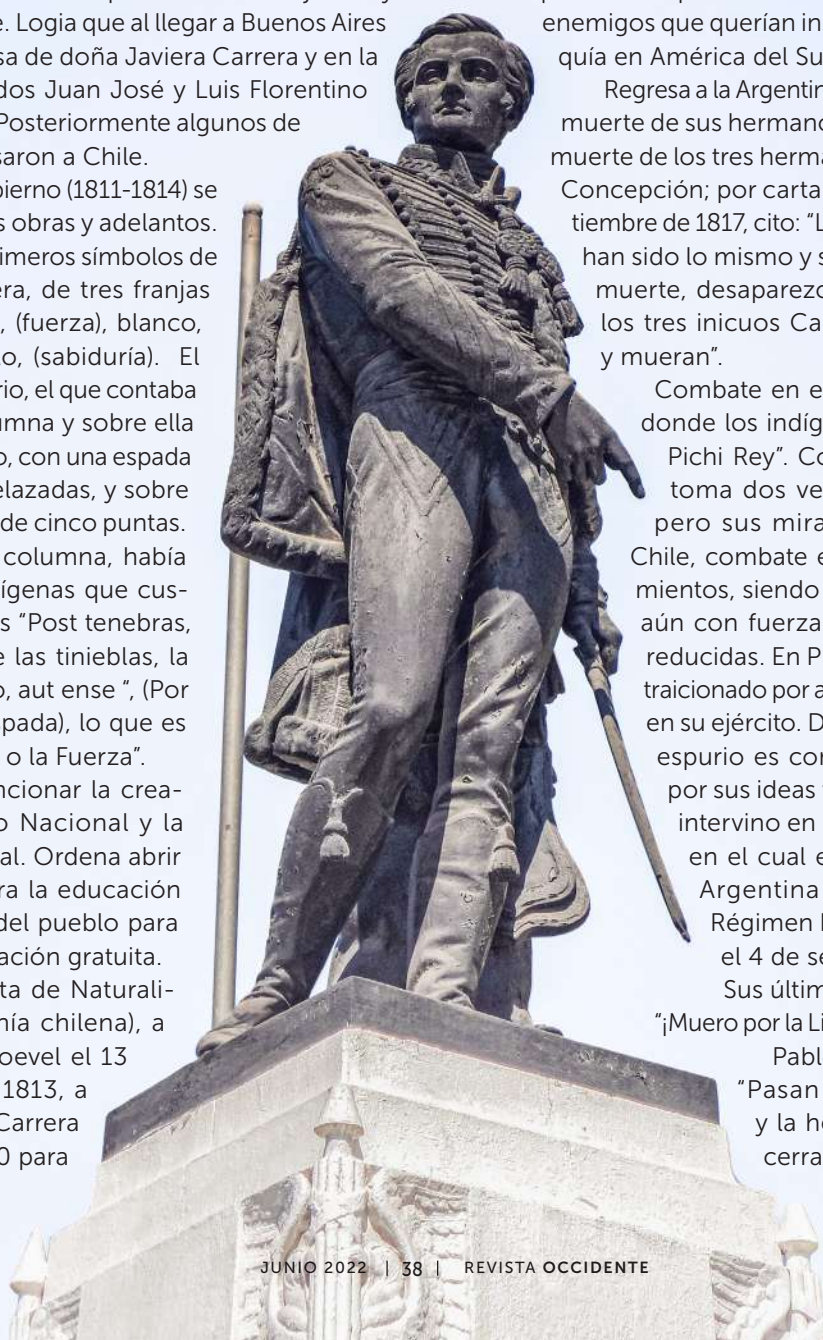 e. Logia que al llegar a Buenos Aires
sa de doña Javiera Carrera y en la
dos Juan José y Luis Florentino
Posteriormente algunos de
saron a Chile.
bierno (1811-1814) se
s obras y adelantos.
imeros símbolos de
era, de tres franjas
, (fuerza), blanco,
lo, (sabiduría). El
rio, el que contaba
umna y sobre ella
o, con una espada
elazadas, y sobre
de cinco puntas.
columna, había
ígenas que cus-
s “Post tenebras,
e las tinieblas, la
o, aut ense “, (Por
spada), lo que es
o la Fuerza”.
ncionar la crea-
o Nacional y la
al. Ordena abrir
ra la educación
del pueblo para
ación gratuita.
ta de Naturali-
nía chilena), a
oevel el 13
1813, a
Carrera
0 para
enemigos que querían in
quía en América del Su
Regresa a la Argentin
muerte de sus hermano
muerte de los tres herma
Concepción; por carta
tiembre de 1817, cito: “L
han sido lo mismo y s
muerte, desaparezc
los tres inicuos Ca
y mueran”.
Combate en e
donde los indíg
Pichi Rey”. Co
toma dos ve
pero sus mira
Chile, combate e
mientos, siendo
aún con fuerza
reducidas. En P
traicionado por a
en su ejército. D
espurio es con
por sus ideas
intervino en
en el cual e
Argentina
Régimen
el 4 de se
Sus últim
“¡Muero por la Li
Pabl
“Pasan
y la h
cerra
JUNIO 2022 | 38 | REVISTA OCCIDENTE